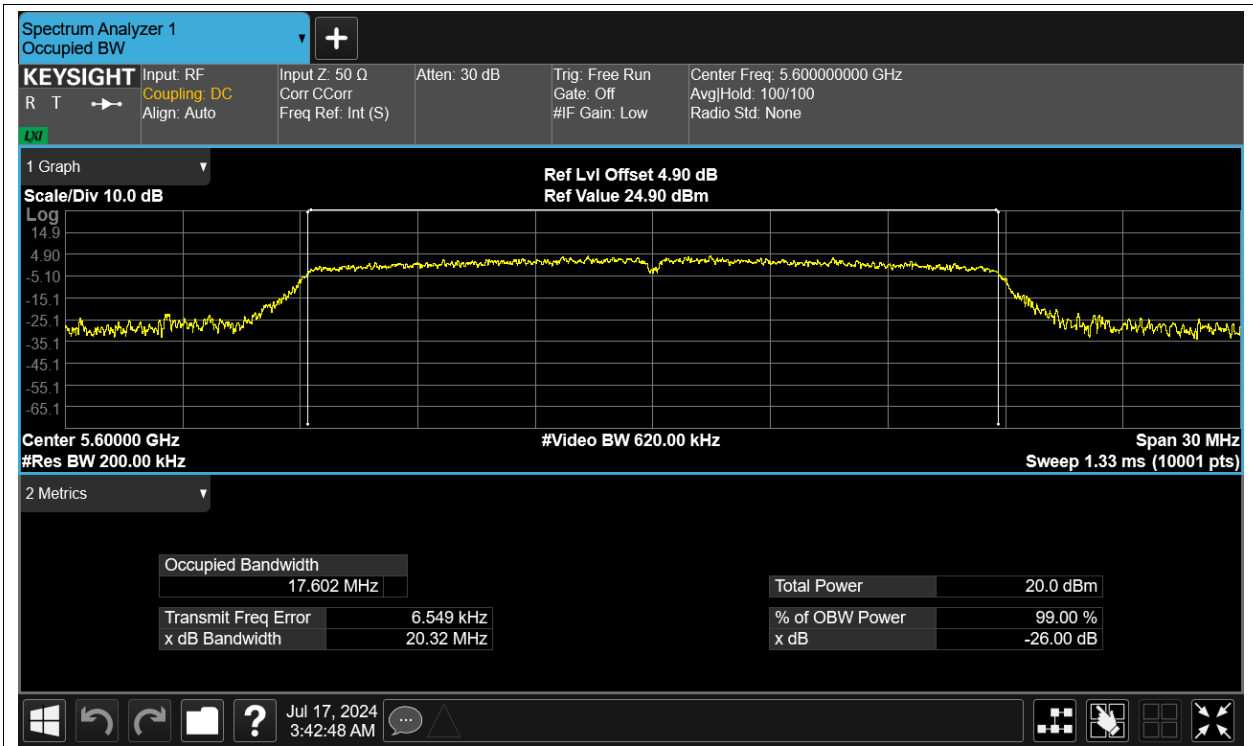 Spectrum Analyzer 1
Occupied BW
KEYSIGHT
R T
LXI
Input: RF
Coupling: DC
Align: Auto
Input Z: 50 Ω
Corr CCorr
Freq Ref: Int (S)
Atten: 30 dB
Trig: Free Run
Gate: Off
#IF Gain: Low
Center Freq: 5.600000000 GHz
Avg|Hold: 100/100
Radio Std: None
1 Graph
Scale/Div 10.0 dB
Ref Lvl Offset 4.90 dB
Ref Value 24.90 dBm
Log
14.9
4.90
-5.10
-15.1
-25.1
-35.1
-45.1
-55.1
-65.1
Center 5.60000 GHz
#Video BW 620.00 kHz
Span 30 MHz
#Res BW 200.00 kHz
Sweep 1.33 ms (10001 pts)
2 Metrics
Occupied Bandwidth
17.602 MHz
Total Power 20.0 dBm
Transmit Freq Error 6.549 kHz
% of OBW Power 99.00 %
x dB Bandwidth 20.32 MHz
x dB -26.00 dB
?
Jul 17, 2024
3:42:48 AM